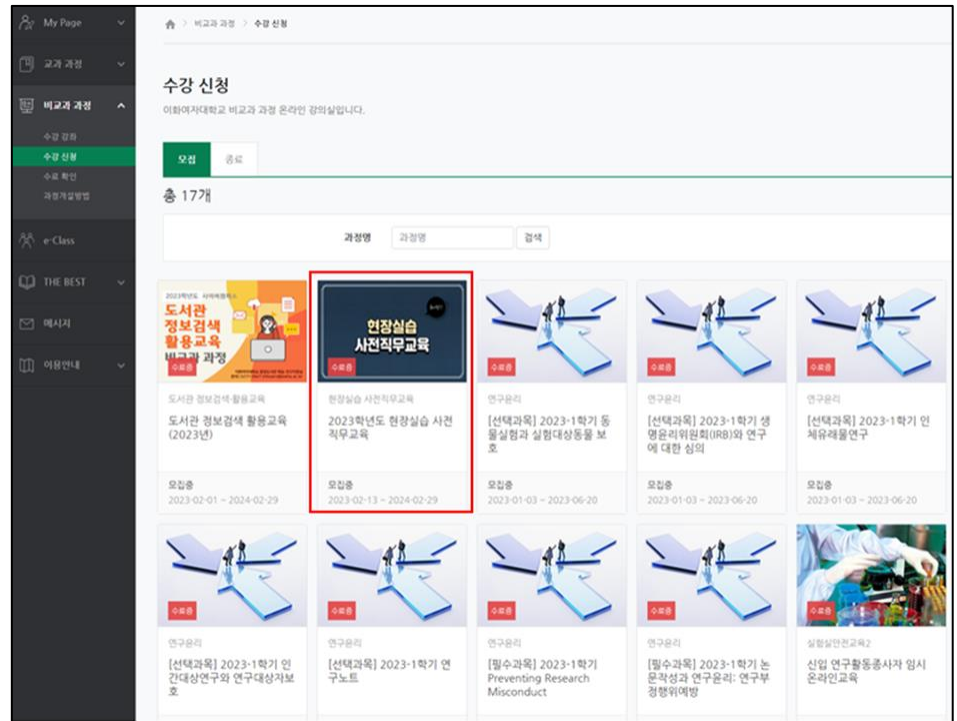 My Page
교과 과정
비교과 과정
수강 강좌
수강 신청
수료 확인
과정개설방법
e-Class
THE BEST
메시지
이용안내
비교과 과정 > 수강 신청
수강 신청
이화여자대학교 비교과 과정 온라인 강의실입니다.
모집
종료
총 17개
과정명
과정명
검색
2023학년도 사이버캠퍼스
도서관
정보검색
활용교육
비교과 과정
수료증
도서관 정보검색·활용교육
도서관 정보검색 활용교육
(2023년)
모집중
2023-02-01 ~ 2024-02-29
현장실습
사전직무교육
수료증
현장실습 사전직무교육
2023학년도 현장실습 사전
직무교육
모집중
2023-02-13 ~ 2024-02-29
수료증
연구윤리
[선택과목] 2023-1학기 동
물실험과 실험대상동물 보
호
모집중
2023-01-03 ~ 2023-06-20
수료증
연구윤리
[선택과목] 2023-1학기 생
명윤리위원회(IRB)와 연구
에 대한 심의
모집중
2023-01-03 ~ 2023-06-20
수료증
연구윤리
[선택과목] 2023-1학기 인
체유래물연구
모집중
2023-01-03 ~ 2023-06-20
수료증
연구윤리
[선택과목] 2023-1학기 인
간대상연구와 연구대상자보
호
수료증
연구윤리
[선택과목] 2023-1학기 연
구노트
수료증
연구윤리
[필수과목] 2023-1학기
Preventing Research
Misconduct
수료증
연구윤리
[필수과목] 2023-1학기 논
문작성과 연구윤리: 연구부
정행위예방
수료증
실험실안전교육2
신입 연구활동종사자 임시
온라인교육